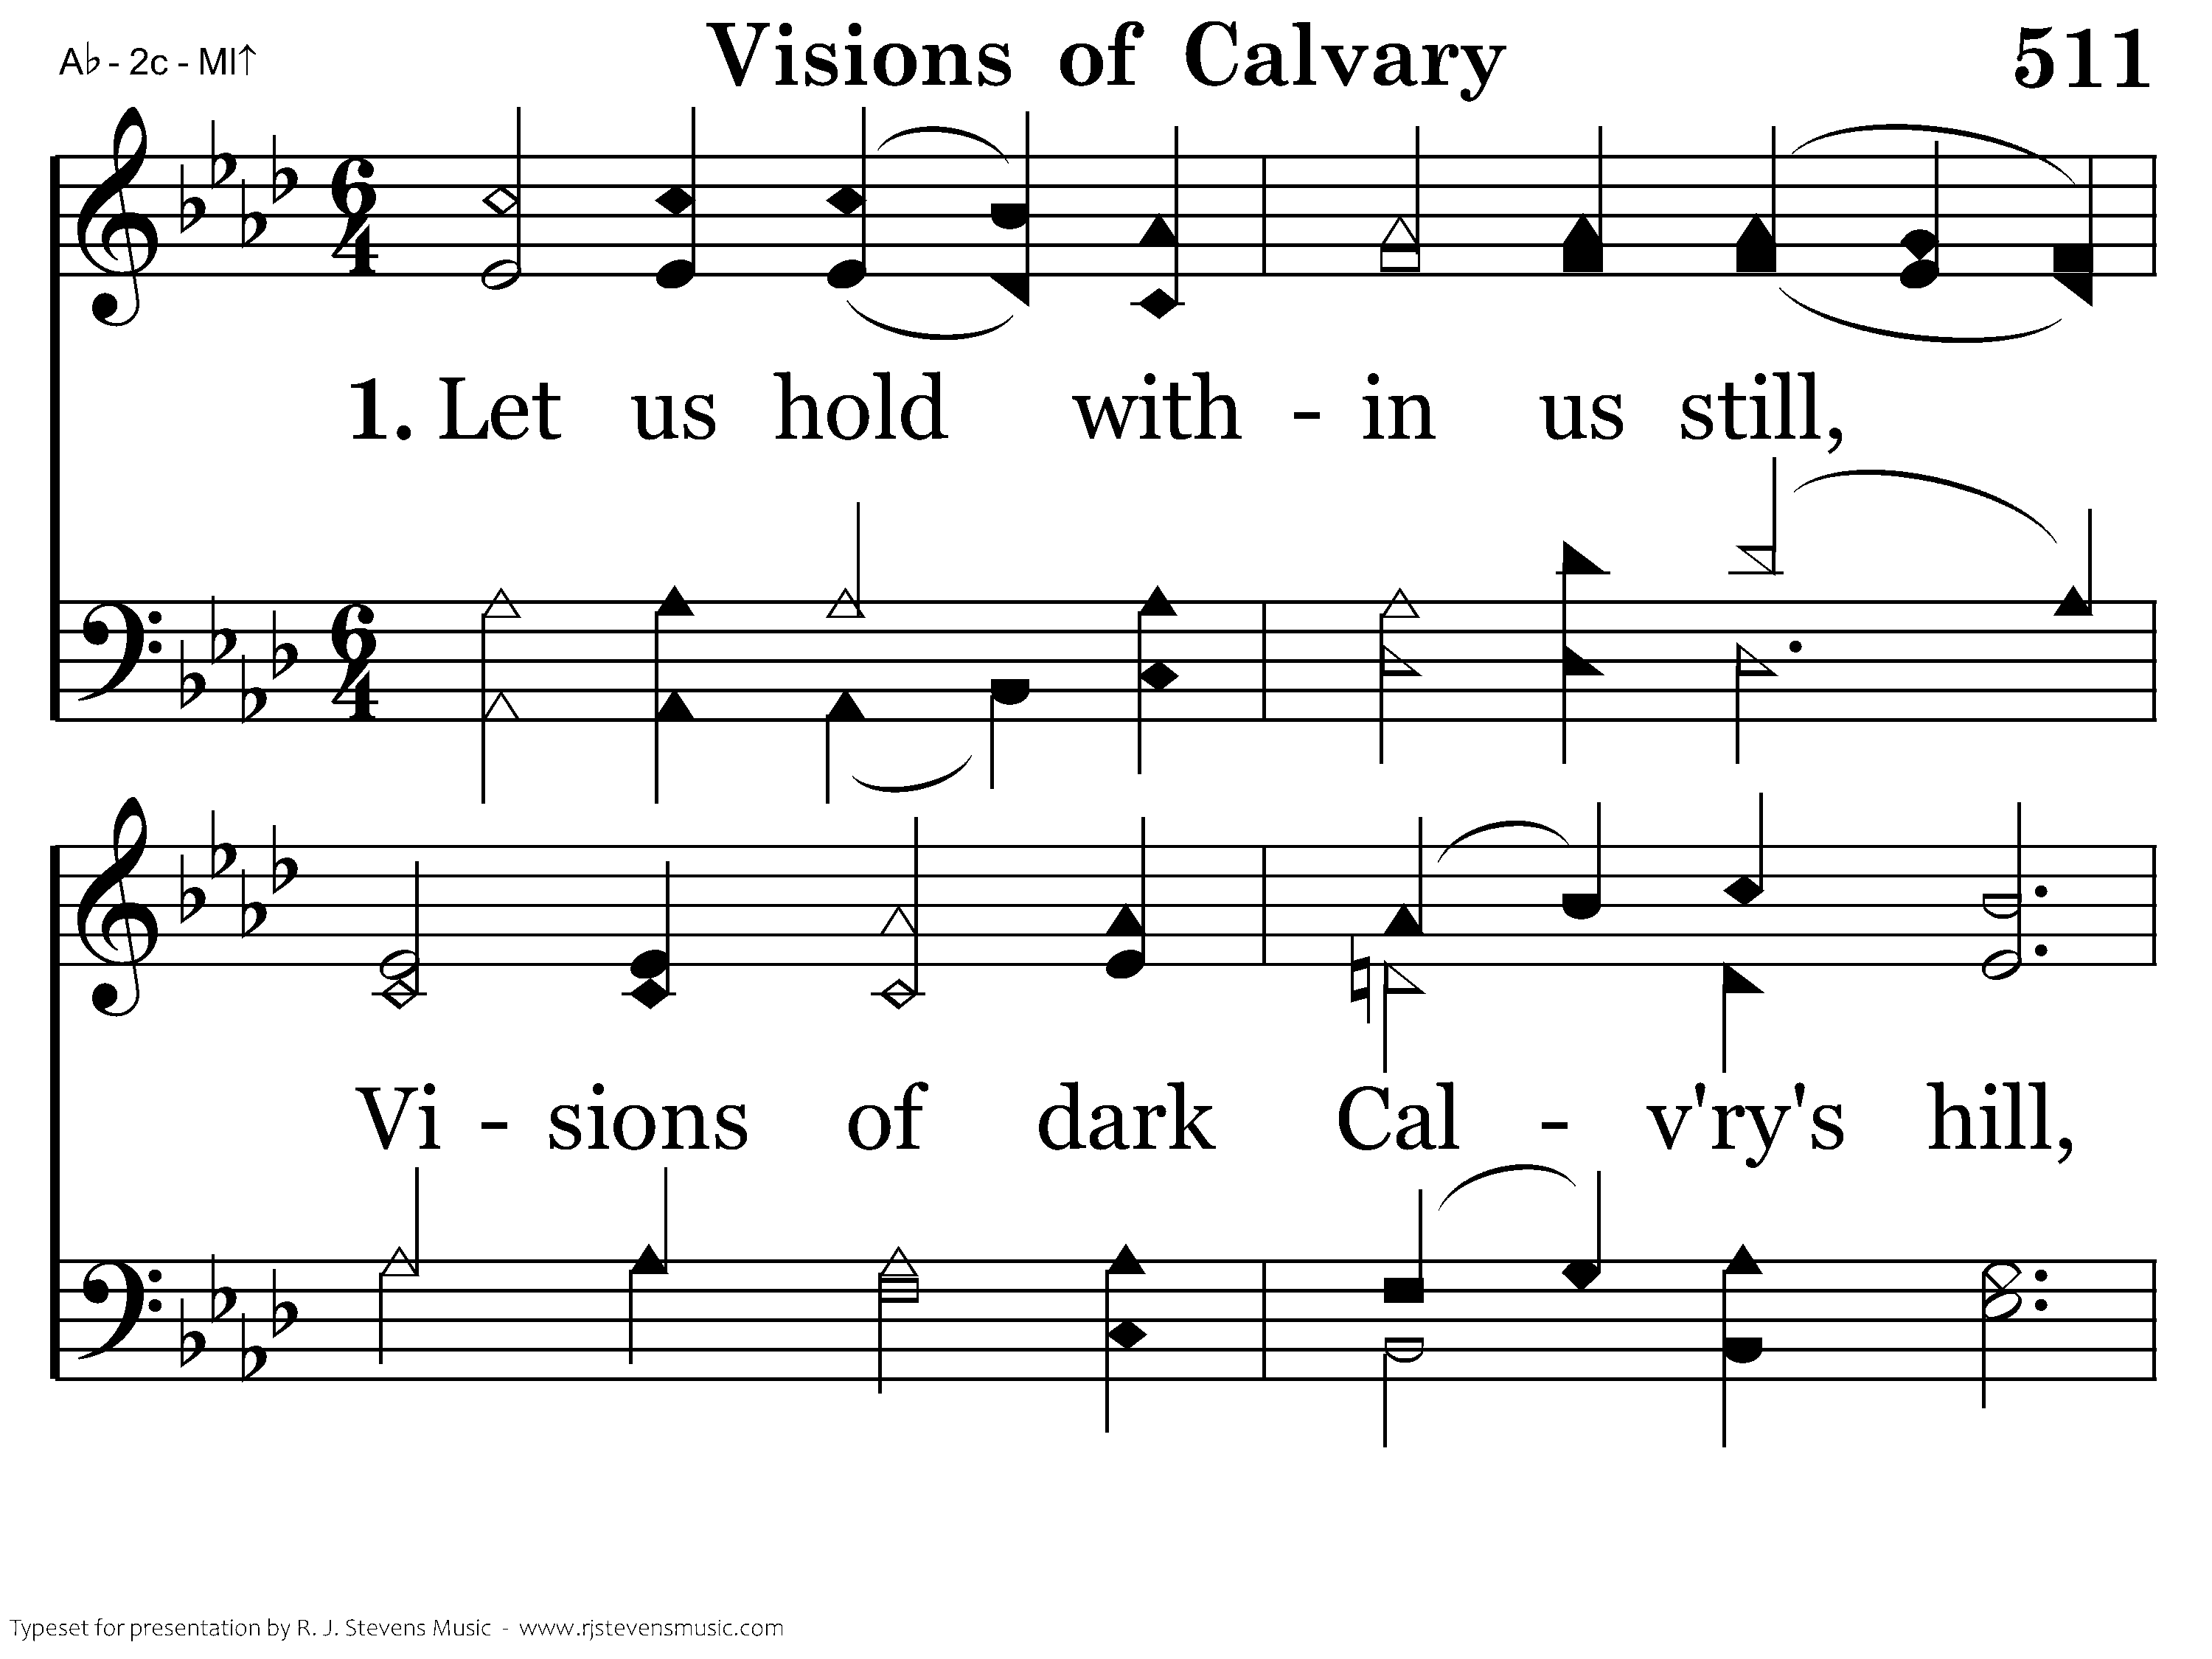 A♭ - 2c - MI↑
Visions of Calvary
511
1. Let us hold with - in us still,
Vi - sions of dark Cal - v'ry's hill,
Typeset for presentation by R. J. Stevens Music - www.rjstevensmusic.com